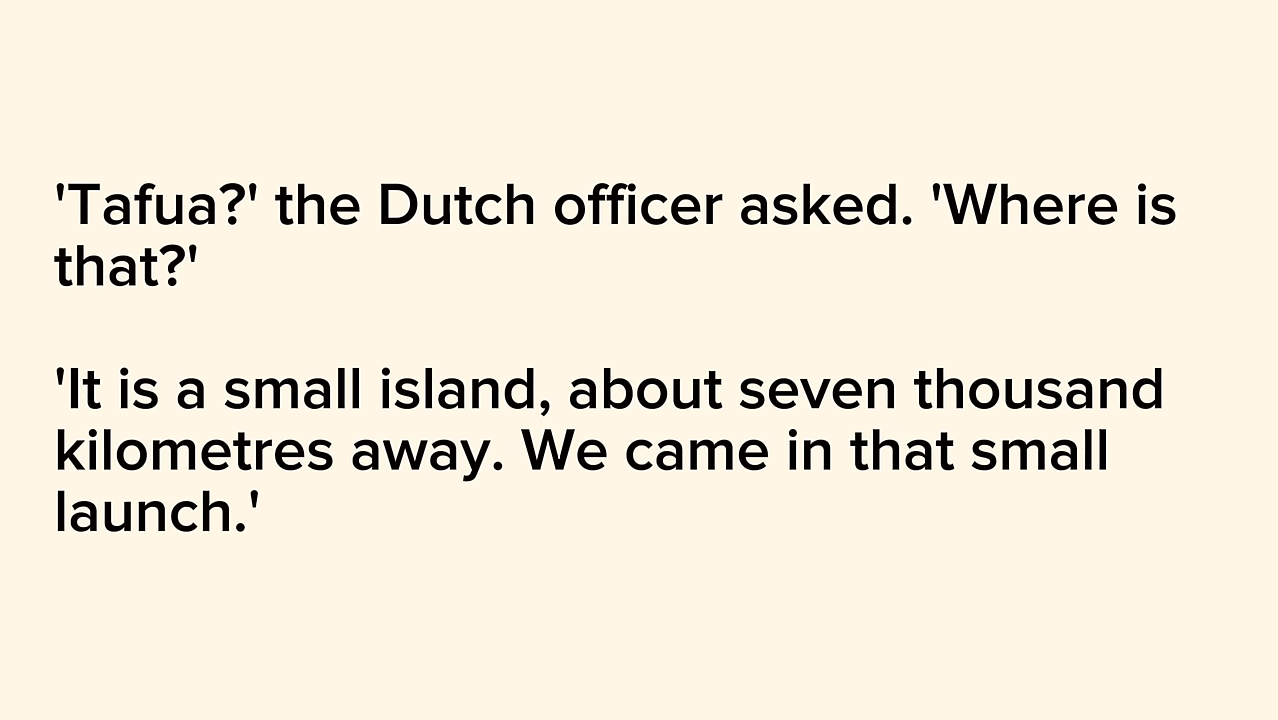 'Tafua?' the Dutch officer asked. 'Where is
that?'
'It is a small island, about seven thousand
kilometres away. We came in that small
launch.'